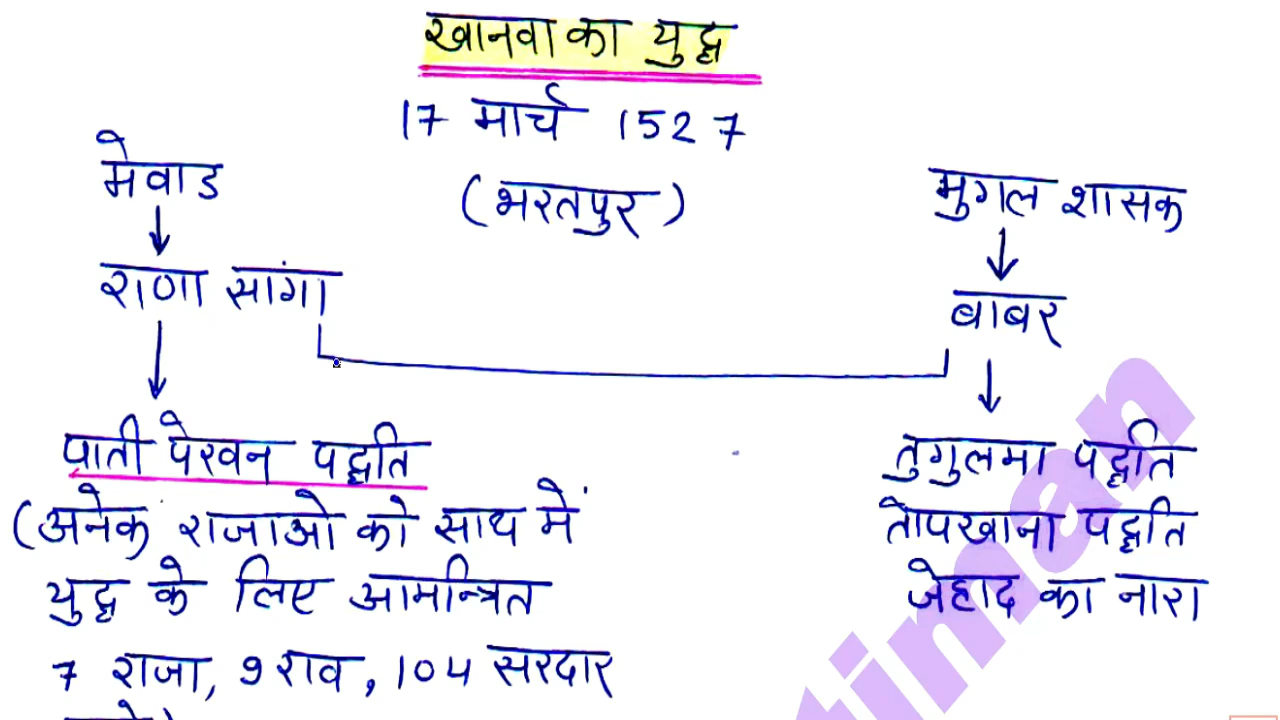 खानवा का युद्ध
17 मार्च 1527
(भरतपुर)
मेवाड
राणा सांगा
पाती पेरवन पद्धति
(अनेक राजाओ को साथ में
युद्ध के लिए आमन्त्रित
7 राजा, 9 राव, 104 सरदार
मुगल शासक
बाबर
तुगुलमा पद्धति
तोपखाना पद्धति
जेहाद का नारा